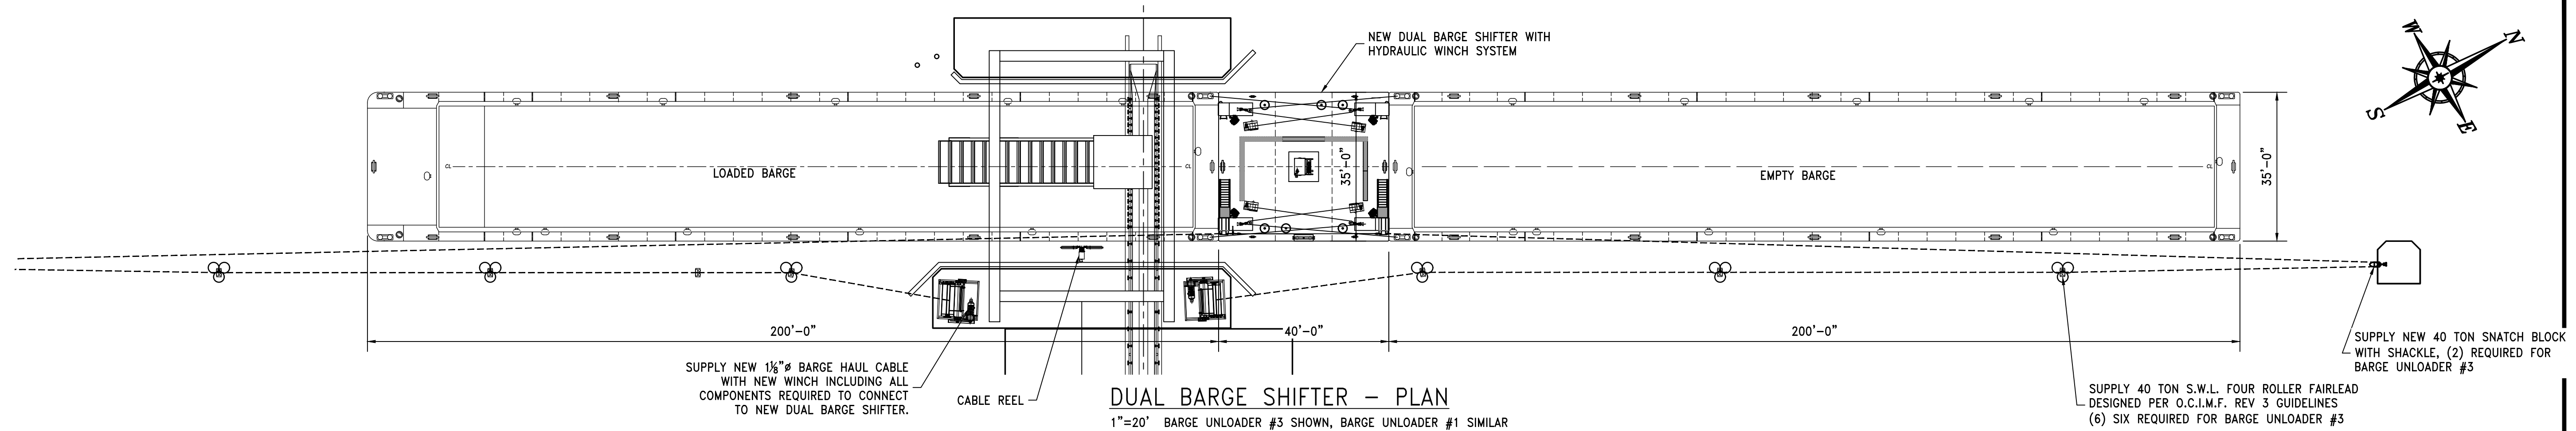 NEW DUAL BARGE SHIFTER WITH
HYDRAULIC WINCH SYSTEM
W
N
S
E
CL
LOADED BARGE
CL
35'-0"
EMPTY BARGE
CL
35'-0"
200'-0"
40'-0"
200'-0"
SUPPLY NEW 1⅛"ø BARGE HAUL CABLE
WITH NEW WINCH INCLUDING ALL
COMPONENTS REQUIRED TO CONNECT
TO NEW DUAL BARGE SHIFTER.
CABLE REEL
SUPPLY NEW 40 TON SNATCH BLOCK
WITH SHACKLE, (2) REQUIRED FOR
BARGE UNLOADER #3
SUPPLY 40 TON S.W.L. FOUR ROLLER FAIRLEAD
DESIGNED PER O.C.I.M.F. REV 3 GUIDELINES
(6) SIX REQUIRED FOR BARGE UNLOADER #3
DUAL BARGE SHIFTER - PLAN
1"=20' BARGE UNLOADER #3 SHOWN, BARGE UNLOADER #1 SIMILAR